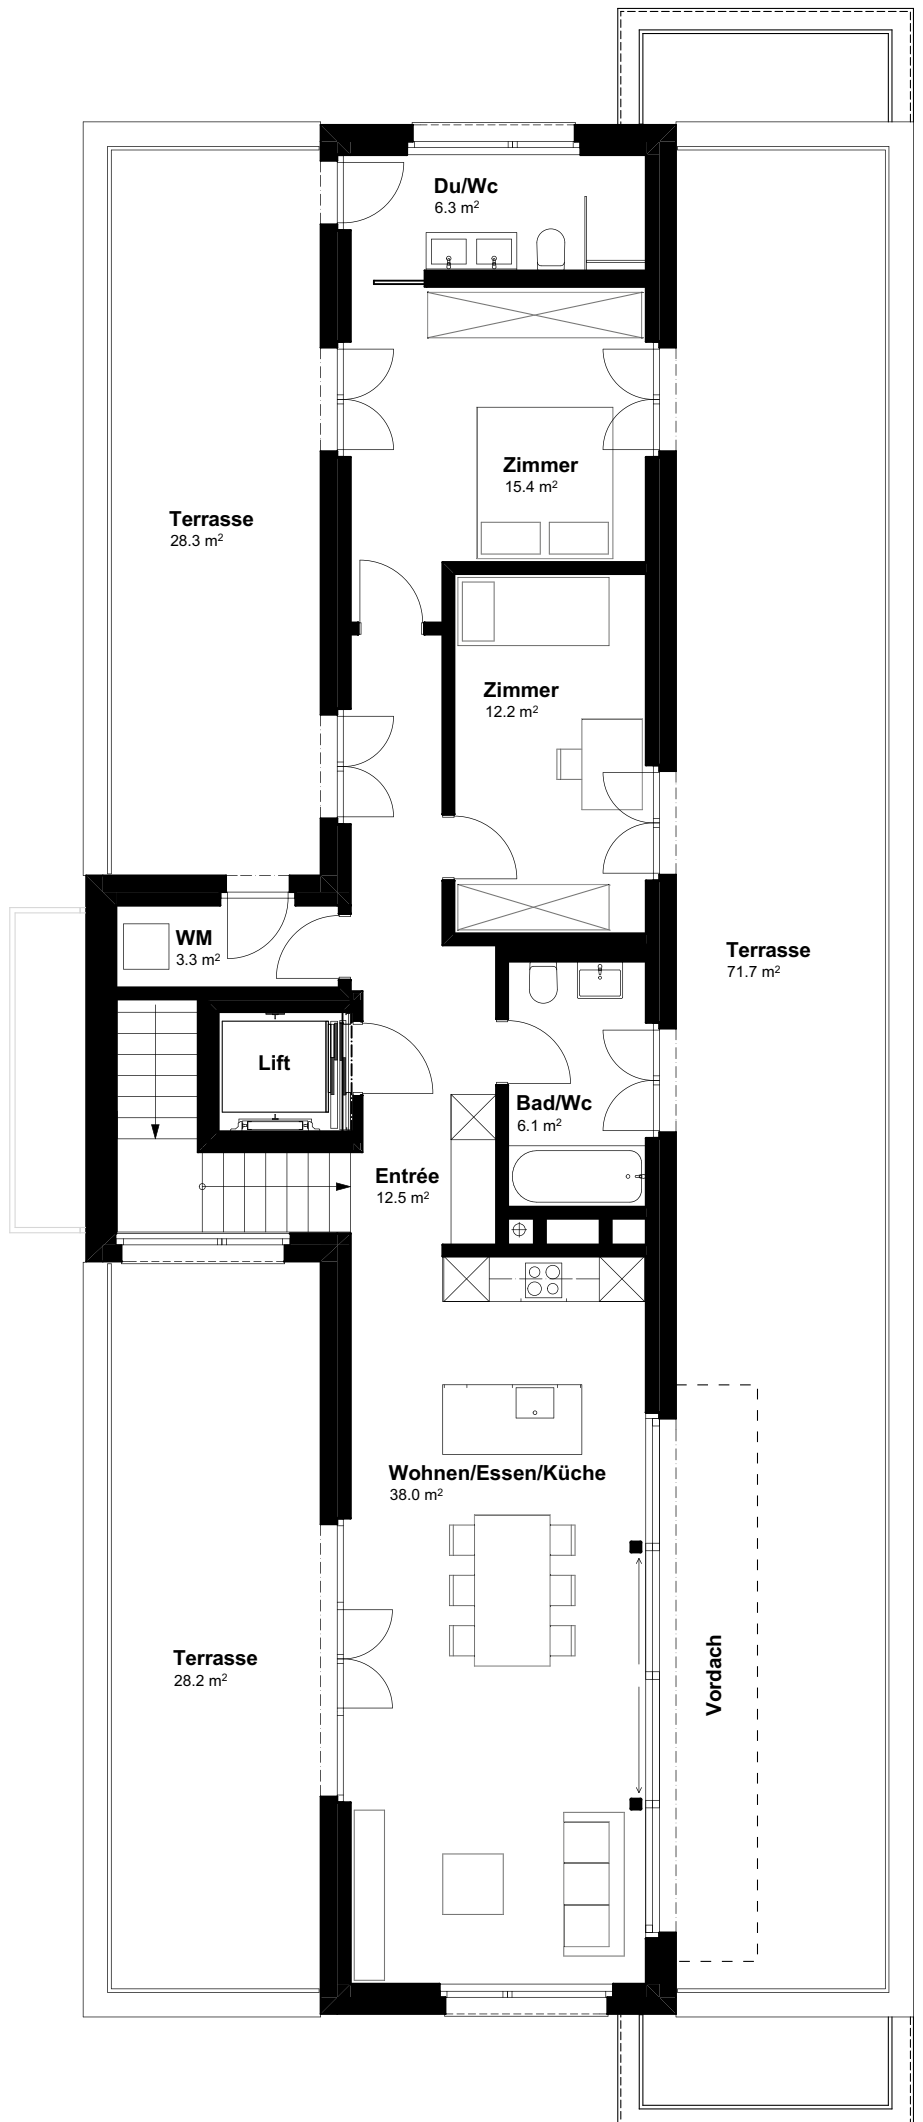 Du/Wc
6.3 m²
Zimmer
15.4 m²
Terrasse
28.3 m²
Zimmer
12.2 m²
WM
3.3 m²
Terrasse
71.7 m²
Lift
Bad/Wc
6.1 m²
Entrée
12.5 m²
Wohnen/Essen/Küche
38.0 m²
Terrasse
28.2 m²
Vordach